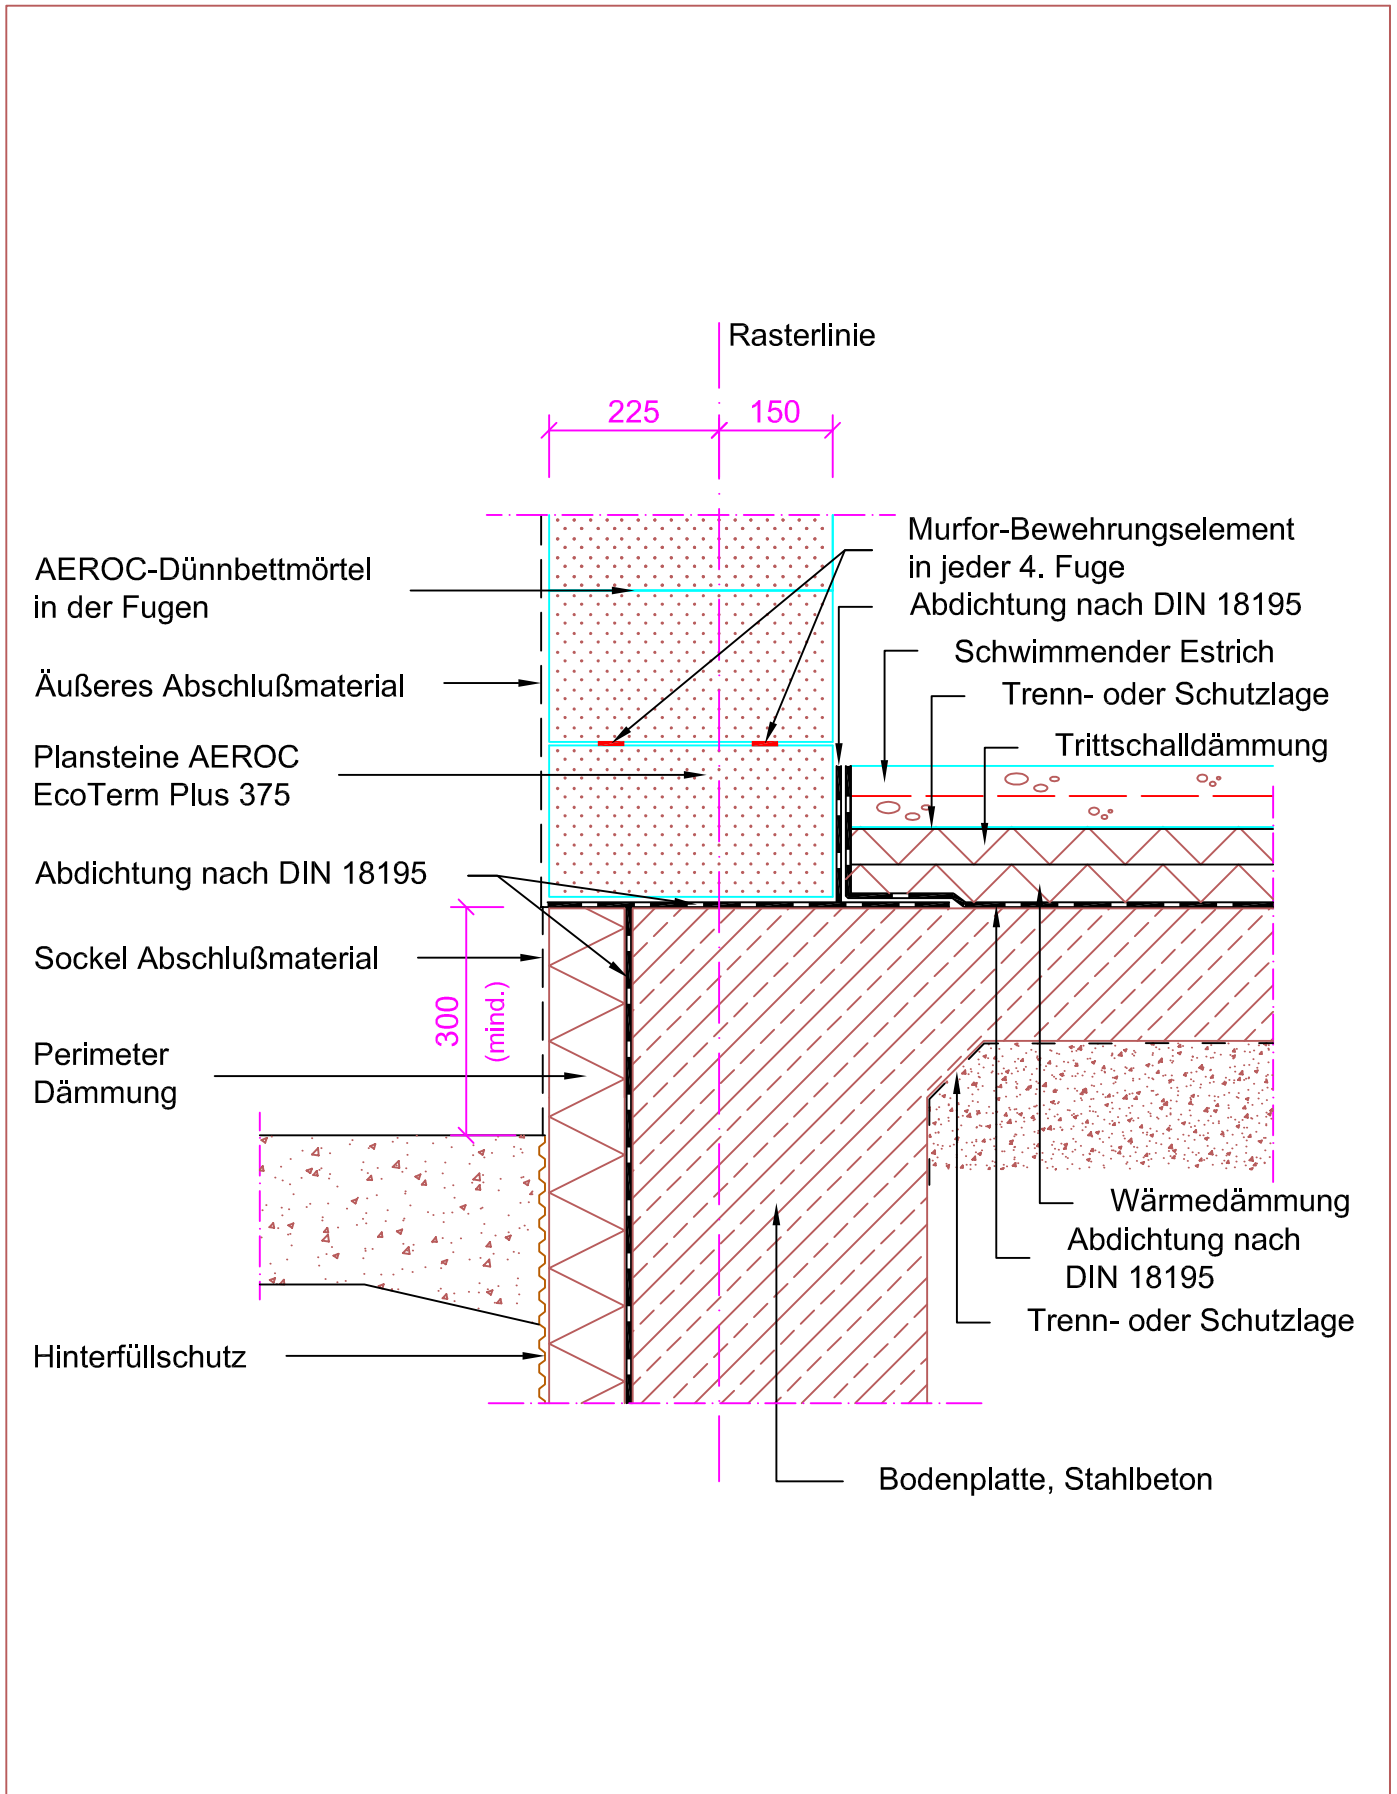 Rasterlinie
225
150
AEROC-Dünnbettmörtel
in der Fugen
Äußeres Abschlußmaterial
Plansteine AEROC
EcoTerm Plus 375
Abdichtung nach DIN 18195
Sockel Abschlußmaterial
300
(mind.)
Perimeter
Dämmung
Hinterfüllschutz
Murfor-Bewehrungselement
in jeder 4. Fuge
Abdichtung nach DIN 18195
Schwimmender Estrich
Trenn- oder Schutzlage
Trittschalldämmung
Wärmedämmung
Abdichtung nach
DIN 18195
Trenn- oder Schutzlage
Bodenplatte, Stahlbeton